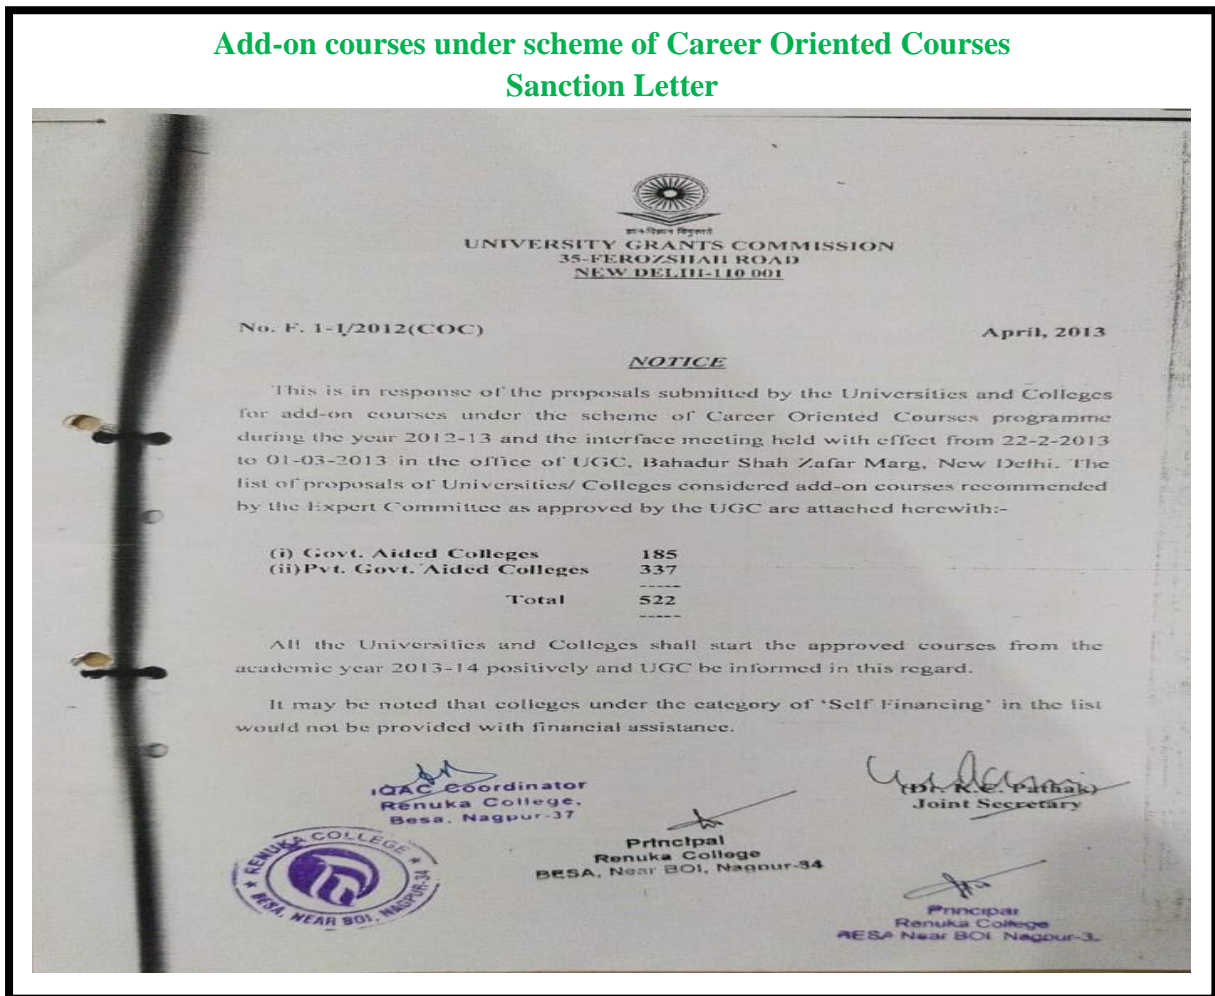 Add-on courses under scheme of Career Oriented Courses
Sanction Letter
UNIVERSITY GRANTS COMMISSION
35-FEROZSHAH ROAD
NEW DELHI-110 001
No. F. 1-1/2012(COC)
April, 2013
NOTICE
This is in response of the proposals submitted by the Universities and Colleges
for add-on courses under the scheme of Career Oriented Courses programme
during the year 2012-13 and the interface meeting held with effect from 22-2-2013
to 01-03-2013 in the office of UGC, Bahadur Shah Zafar Marg, New Delhi. The
list of proposals of Universities/ Colleges considered add-on courses recommended
by the Expert Committee as approved by the UGC are attached herewith:-
(i) Govt. Aided Colleges 185
(ii)Pvt. Govt. Aided Colleges 337
-----
Total 522
-----
All the Universities and Colleges shall start the approved courses from the
academic year 2013-14 positively and UGC be informed in this regard.
It may be noted that colleges under the category of ‘Self Financing’ in the list
would not be provided with financial assistance.
(Dr. K.C. Pathak)
Joint Secretary
IQAC Coordinator
Renuka College,
Besa, Nagpur-37
Principal
Renuka College
BESA, Near BOI, Nagpur-34
RENUKA COLLEGE
BESA, NEAR BOI, NAGPUR-34
Principal
Renuka College
BESA Near BOI Nagpur-3